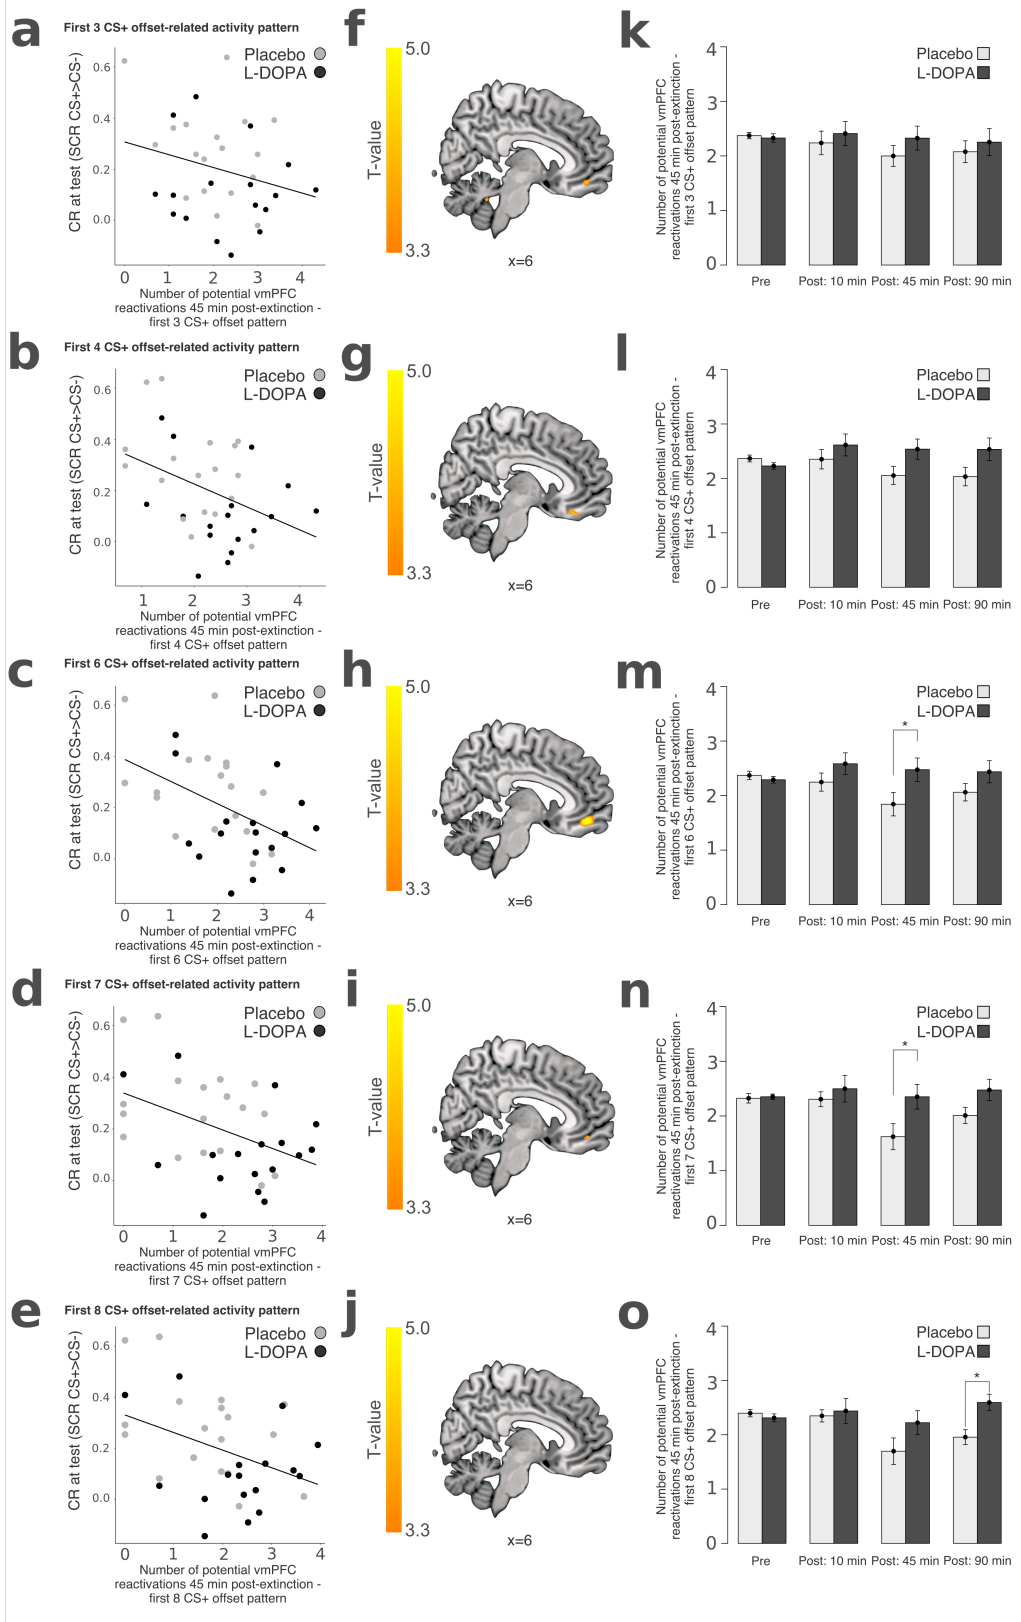 a
First 3 CS+ offset-related activity pattern
Placebo
L-DOPA
CR at test (SCR CS+>CS-)
0.6
0.4
0.2
0.0
0 1 2 3 4
Number of potential vmPFC
reactivations 45 min post-extinction -
first 3 CS+ offset pattern
f
5.0
T-value
3.3
x=6
k
Placebo
L-DOPA
Number of potential vmPFC
reactivations 45 min post-extinction -
first 3 CS+ offset pattern
4
3
2
1
0
Pre Post: 10 min Post: 45 min Post: 90 min
b
First 4 CS+ offset-related activity pattern
Placebo
L-DOPA
CR at test (SCR CS+>CS-)
0.6
0.4
0.2
0.0
1 2 3 4
Number of potential vmPFC
reactivations 45 min post-extinction -
first 4 CS+ offset pattern
g
5.0
T-value
3.3
x=6
l
Placebo
L-DOPA
Number of potential vmPFC
reactivations 45 min post-extinction -
first 4 CS+ offset pattern
4
3
2
1
0
Pre Post: 10 min Post: 45 min Post: 90 min
c
First 6 CS+ offset-related activity pattern
Placebo
L-DOPA
CR at test (SCR CS+>CS-)
0.6
0.4
0.2
0.0
0 1 2 3 4
Number of potential vmPFC
reactivations 45 min post-extinction -
first 6 CS+ offset pattern
h
5.0
T-value
3.3
x=6
m
Placebo
L-DOPA
Number of potential vmPFC
reactivations 45 min post-extinction -
first 6 CS+ offset pattern
4
3
2
1
0
*
Pre Post: 10 min Post: 45 min Post: 90 min
d
First 7 CS+ offset-related activity pattern
Placebo
L-DOPA
CR at test (SCR CS+>CS-)
0.6
0.4
0.2
0.0
0 1 2 3 4
Number of potential vmPFC
reactivations 45 min post-extinction -
first 7 CS+ offset pattern
i
5.0
T-value
3.3
x=6
n
Placebo
L-DOPA
Number of potential vmPFC
reactivations 45 min post-extinction -
first 7 CS+ offset pattern
4
3
2
1
0
*
Pre Post: 10 min Post: 45 min Post: 90 min
e
First 8 CS+ offset-related activity pattern
Placebo
L-DOPA
CR at test (SCR CS+>CS-)
0.6
0.4
0.2
0.0
0 1 2 3 4
Number of potential vmPFC
reactivations 45 min post-extinction -
first 8 CS+ offset pattern
j
5.0
T-value
3.3
x=6
o
Placebo
L-DOPA
Number of potential vmPFC
reactivations 45 min post-extinction -
first 8 CS+ offset pattern
4
3
2
1
0
*
Pre Post: 10 min Post: 45 min Post: 90 min